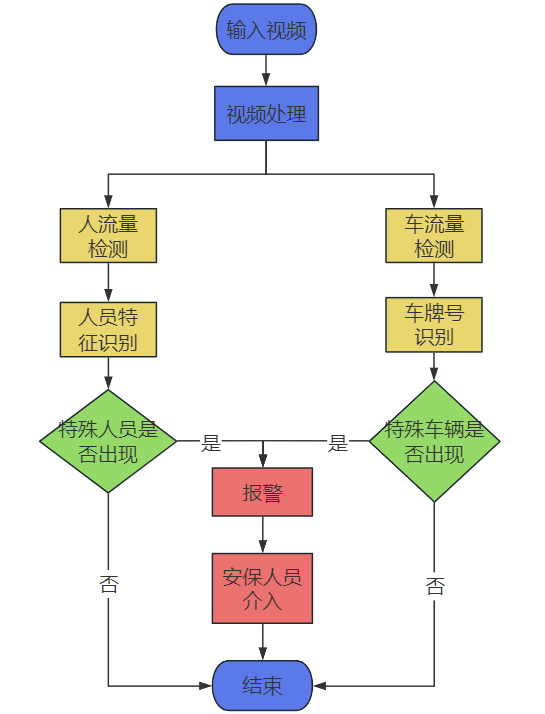 输入视频
视频处理
人流量
检测
车流量
检测
人员特
征识别
车牌号
识别
特殊人员是
否出现
是
是
特殊车辆是
否出现
报警
安保人员
介入
否
否
结束